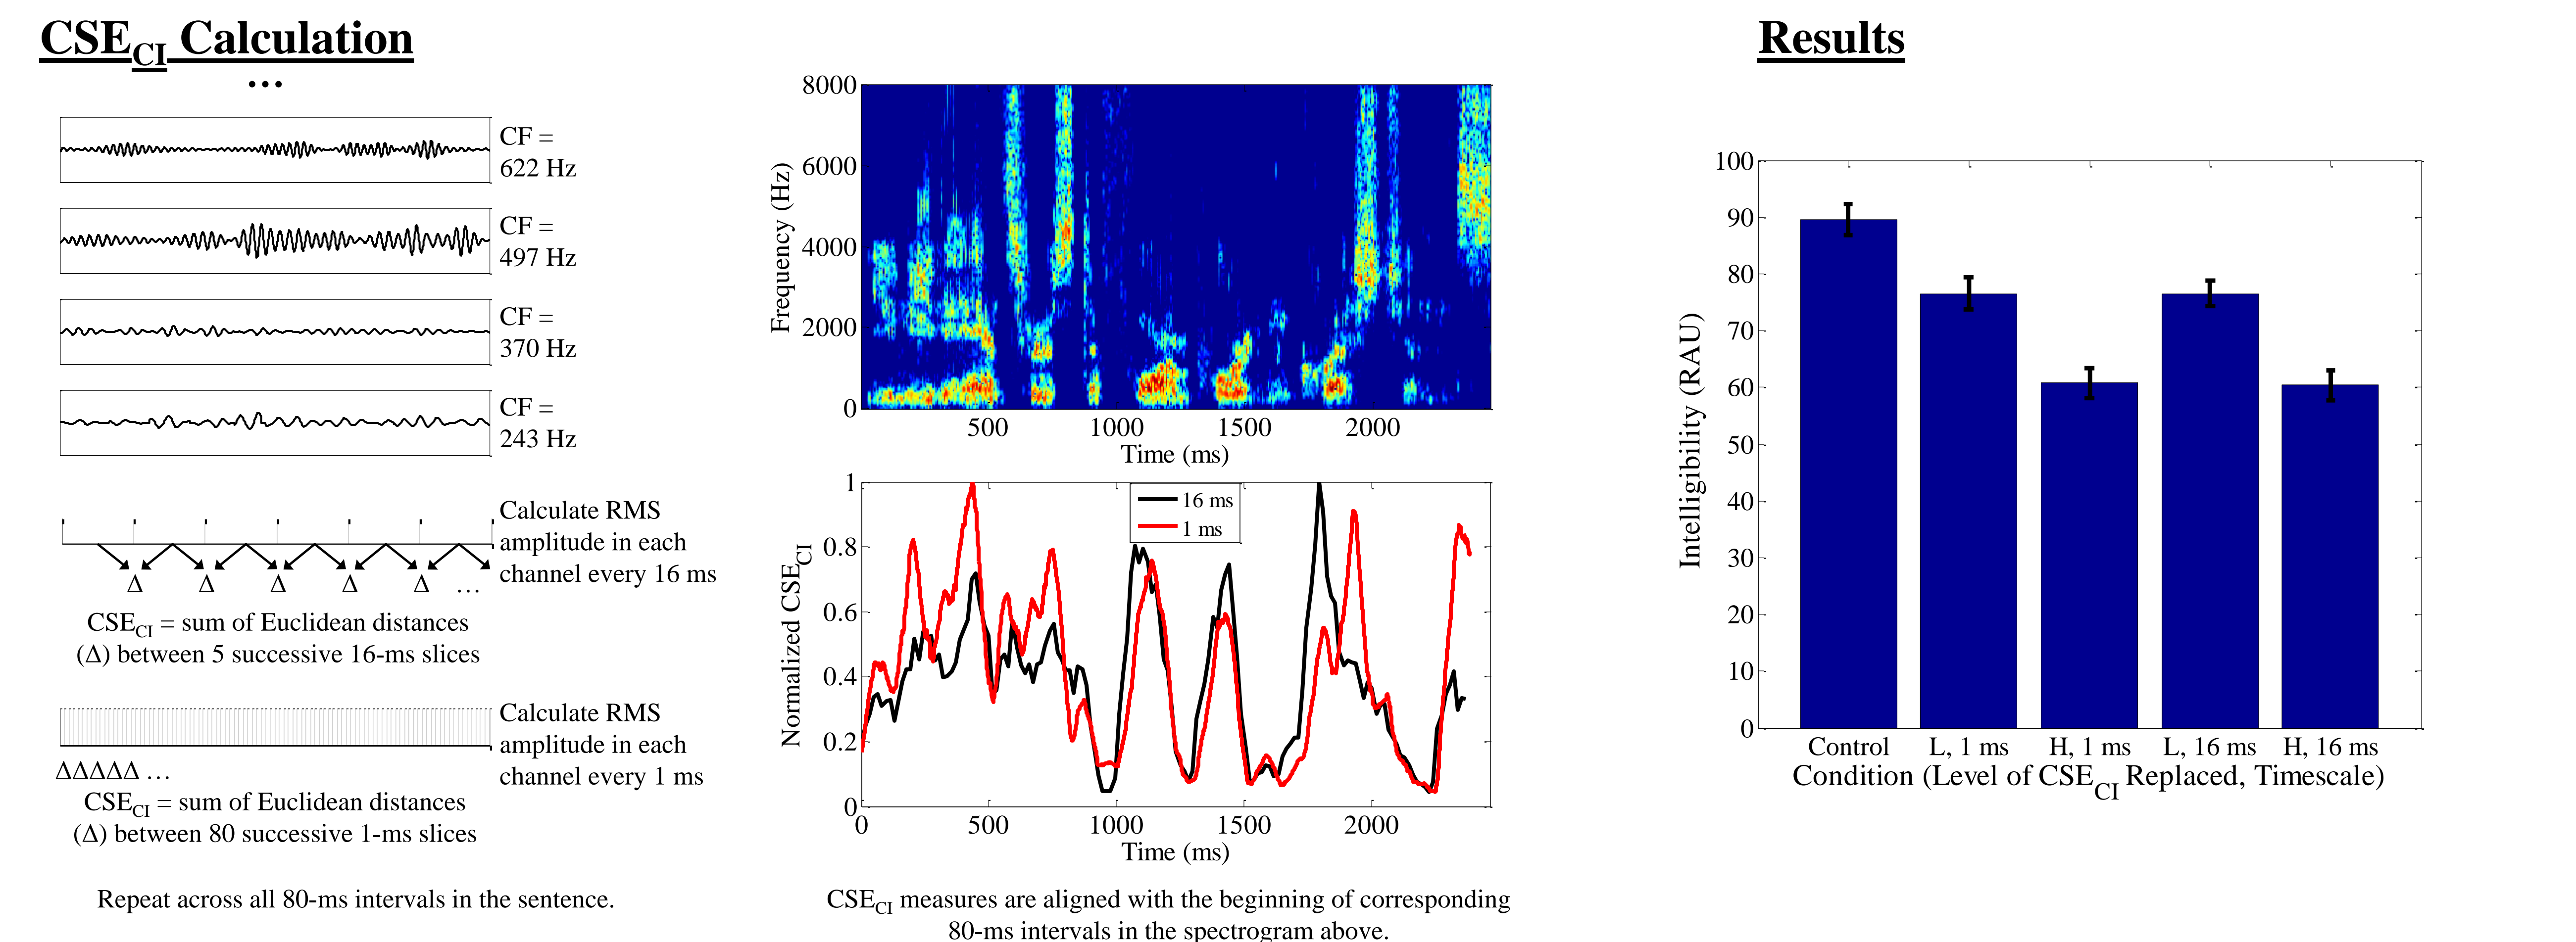 CSE_CI Calculation
…
CF =
622 Hz
CF =
497 Hz
CF =
370 Hz
CF =
243 Hz
Calculate RMS
amplitude in each
channel every 16 ms
Δ Δ Δ Δ Δ …
CSE_CI = sum of Euclidean distances
(Δ) between 5 successive 16-ms slices
Calculate RMS
amplitude in each
channel every 1 ms
ΔΔΔΔΔ …
CSE_CI = sum of Euclidean distances
(Δ) between 80 successive 1-ms slices
Repeat across all 80-ms intervals in the sentence.
8000
6000
4000
2000
0
Frequency (Hz)
500 1000 1500 2000
Time (ms)
1
0.8
0.6
0.4
0.2
0
Normalized CSE_CI
16 ms
1 ms
0 500 1000 1500 2000
Time (ms)
CSE_CI measures are aligned with the beginning of corresponding
80-ms intervals in the spectrogram above.
Results
100
90
80
70
60
50
40
30
20
10
0
Intelligibility (RAU)
Control L, 1 ms H, 1 ms L, 16 ms H, 16 ms
Condition (Level of CSE_CI Replaced, Timescale)